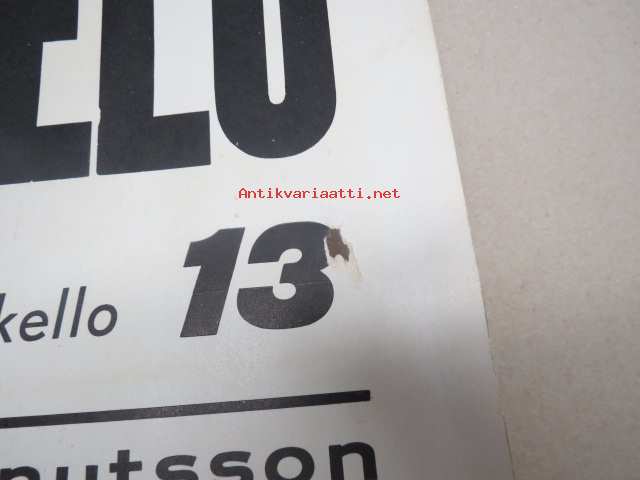 ELO
Antikvariaatti.net
kello 13
nutsson